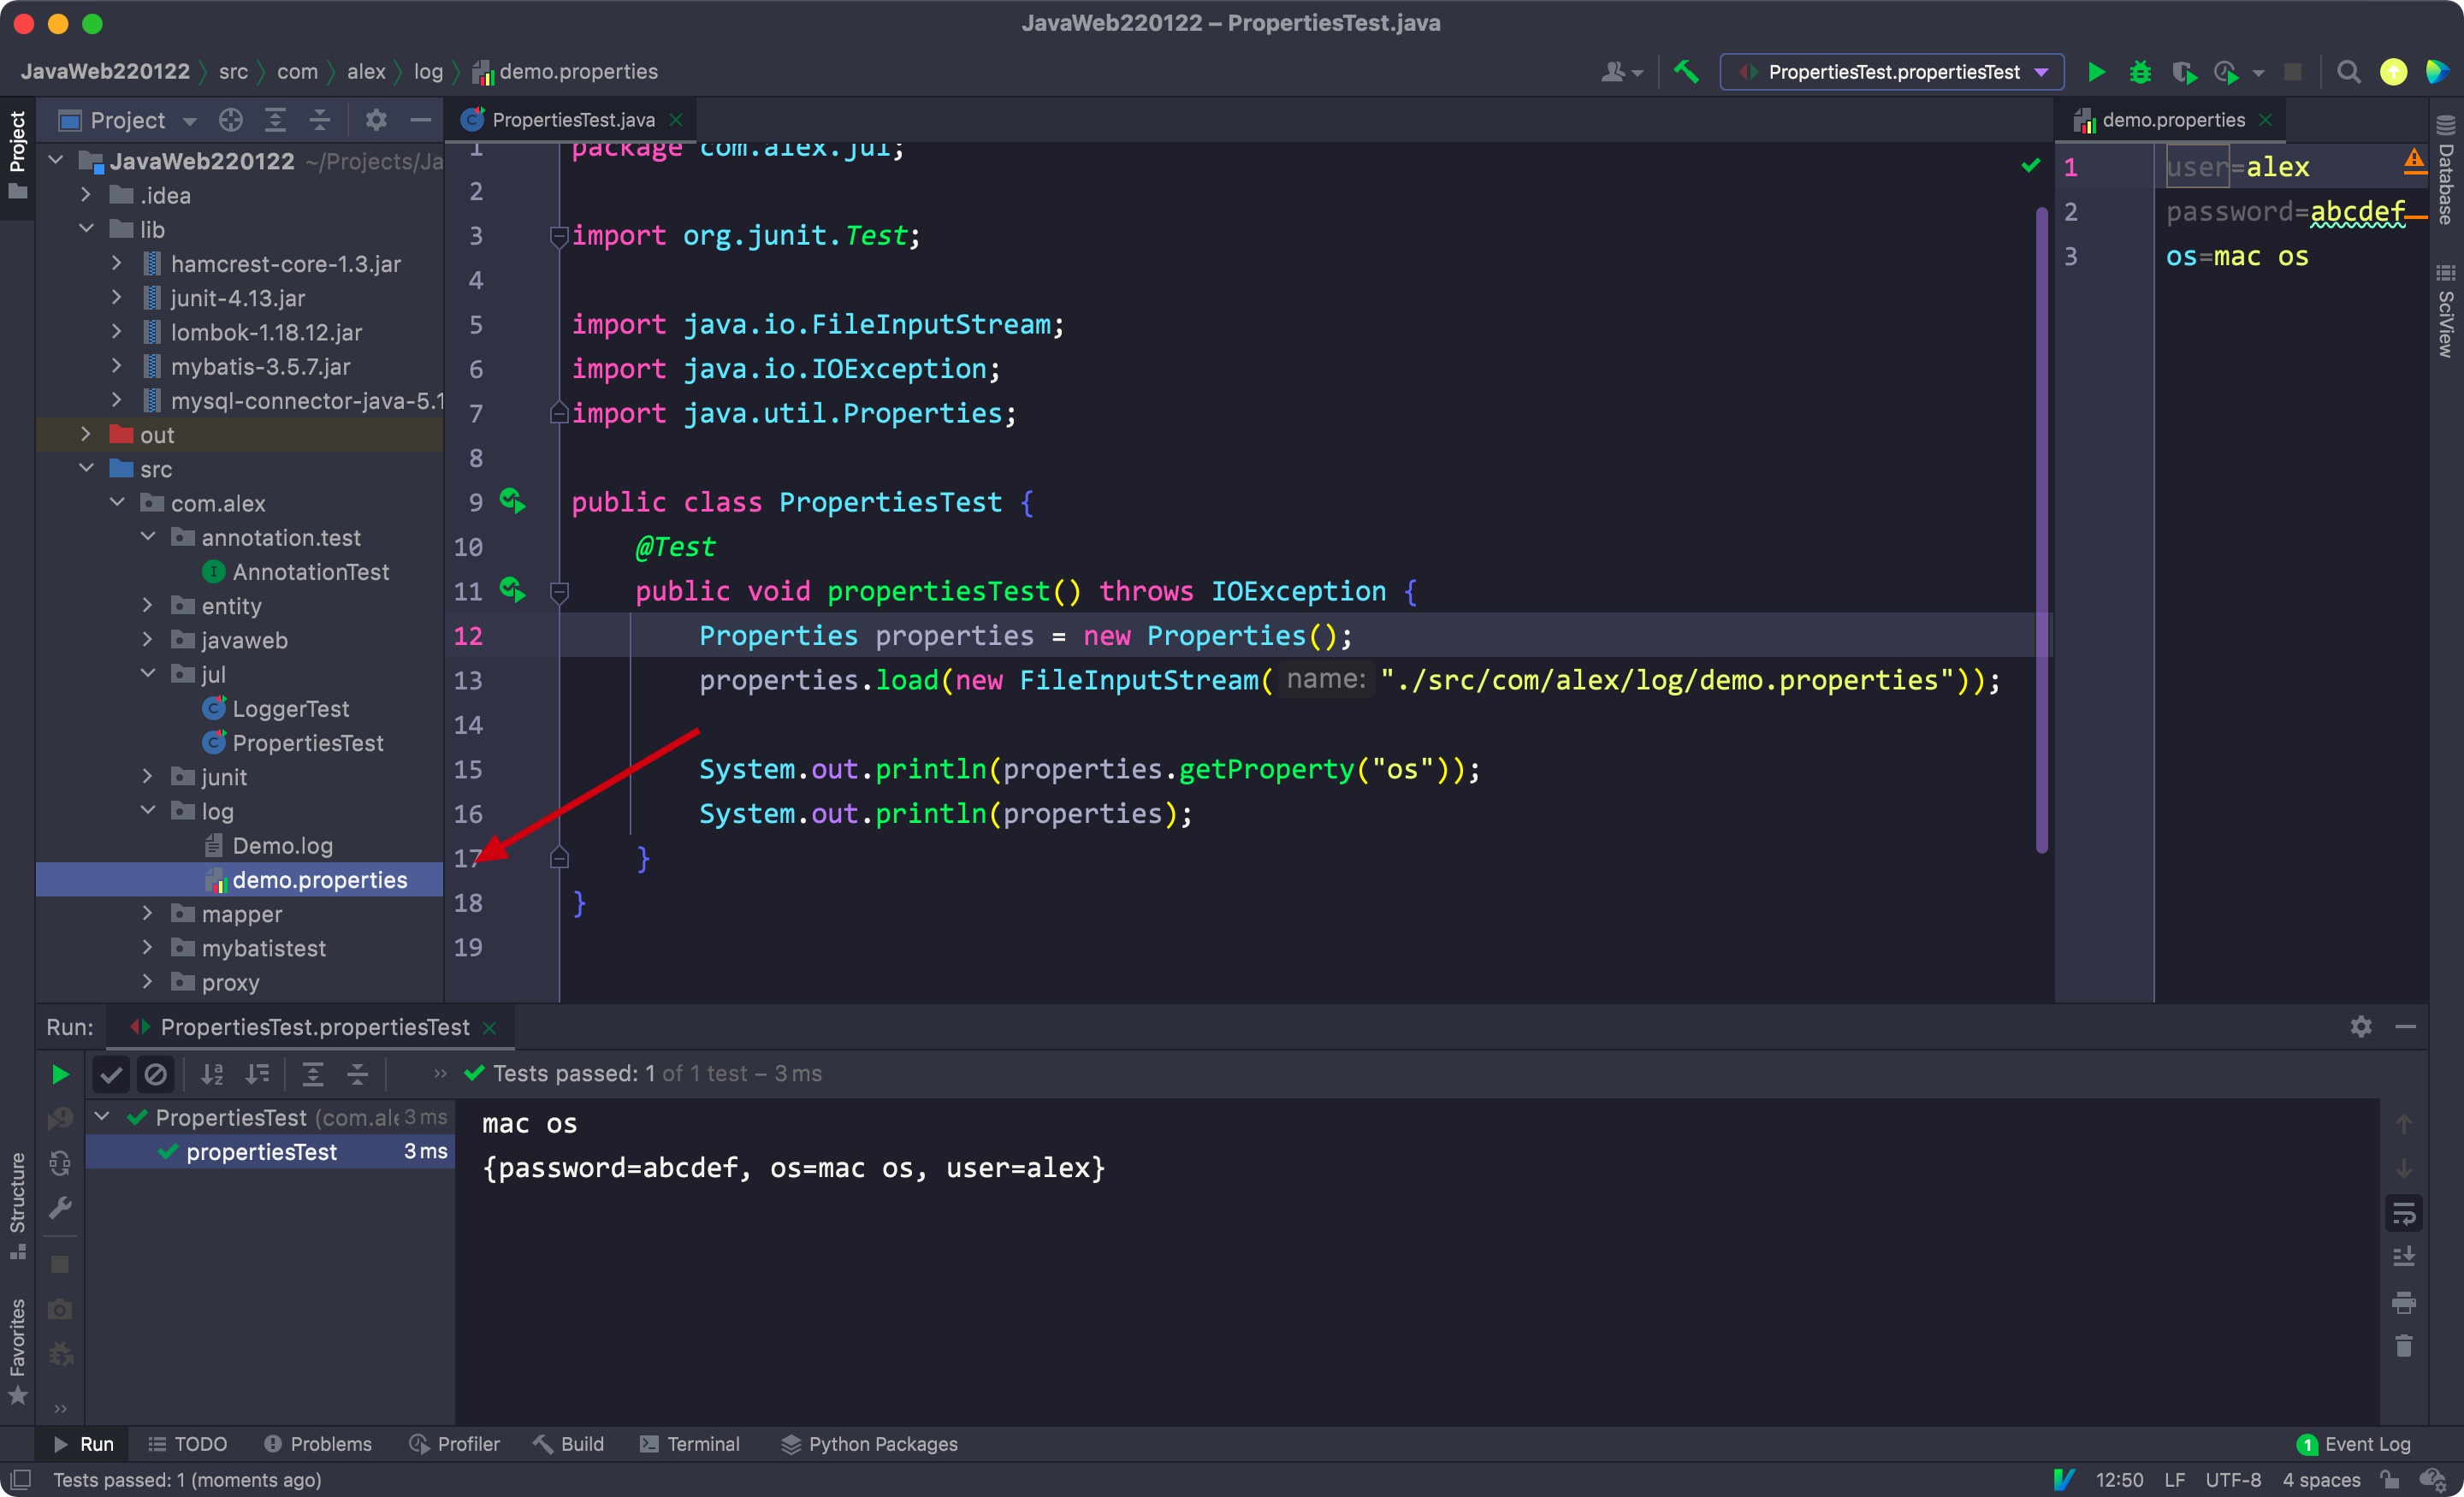 JavaWeb220122 – PropertiesTest.java
JavaWeb220122 src com alex log demo.properties
PropertiesTest.propertiesTest
Project
Project
JavaWeb220122 ~/Projects/Ja
.idea
lib
hamcrest-core-1.3.jar
junit-4.13.jar
lombok-1.18.12.jar
mybatis-3.5.7.jar
mysql-connector-java-5.1
out
src
com.alex
annotation.test
AnnotationTest
entity
javaweb
jul
LoggerTest
PropertiesTest
junit
log
Demo.log
demo.properties
mapper
mybatistest
proxy
PropertiesTest.java
1 package com.alex.jul;
2
3 import org.junit.Test;
4
5 import java.io.FileInputStream;
6 import java.io.IOException;
7 import java.util.Properties;
8
9 public class PropertiesTest {
10 @Test
11 public void propertiesTest() throws IOException {
12 Properties properties = new Properties();
13 properties.load(new FileInputStream( name: "./src/com/alex/log/demo.properties"));
14
15 System.out.println(properties.getProperty("os"));
16 System.out.println(properties);
17 }
18 }
19
demo.properties
1 user=alex
2 password=abcdef
3 os=mac os
Database
SciView
Run: PropertiesTest.propertiesTest
Tests passed: 1 of 1 test – 3 ms
PropertiesTest (com.ale 3 ms
propertiesTest 3 ms
mac os
{password=abcdef, os=mac os, user=alex}
Structure
Favorites
Run TODO Problems Profiler Build Terminal Python Packages 1 Event Log
Tests passed: 1 (moments ago) 12:50 LF UTF-8 4 spaces